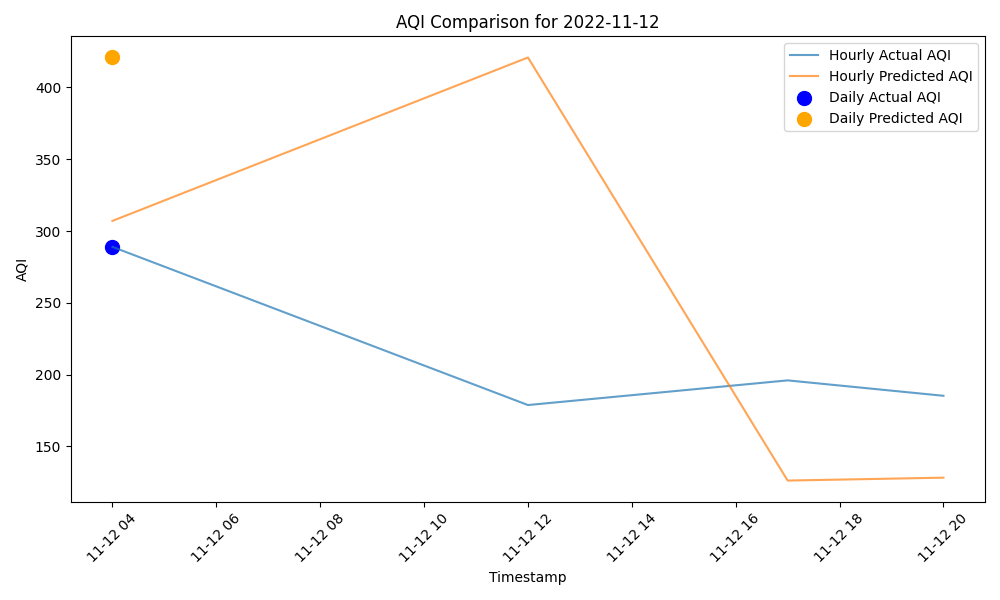 AQI Comparison for 2022-11-12
Hourly Actual AQI
Hourly Predicted AQI
Daily Actual AQI
Daily Predicted AQI
AQI
400
350
300
250
200
150
11-12 04
11-12 06
11-12 08
11-12 10
11-12 12
11-12 14
11-12 16
11-12 18
11-12 20
Timestamp